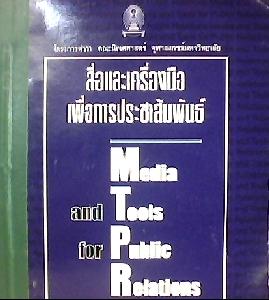 โครงการตำรา คณะนิเทศศาสตร์ จุฬาลงกรณ์มหาวิทยาลัย
สื่อและเครื่องมือ
เพื่อการประชาสัมพันธ์
Media
and Tools
for Public
Relations